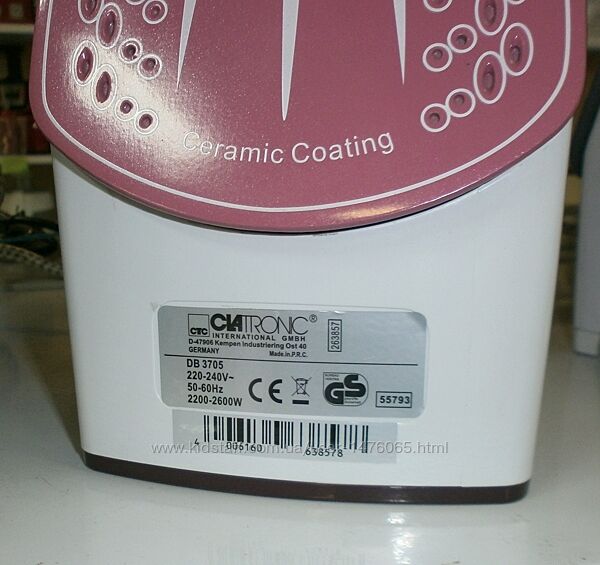 Ceramic Coating
CTC CLATRONIC®
INTERNATIONAL GMBH
D-47906 Kempen Industriering Ost 40
GERMANY Made.in.P.R.C.
263857
DB 3705
220-240V~
50-60Hz
2200-2600W
CE
GS
55793
4 006160 638578